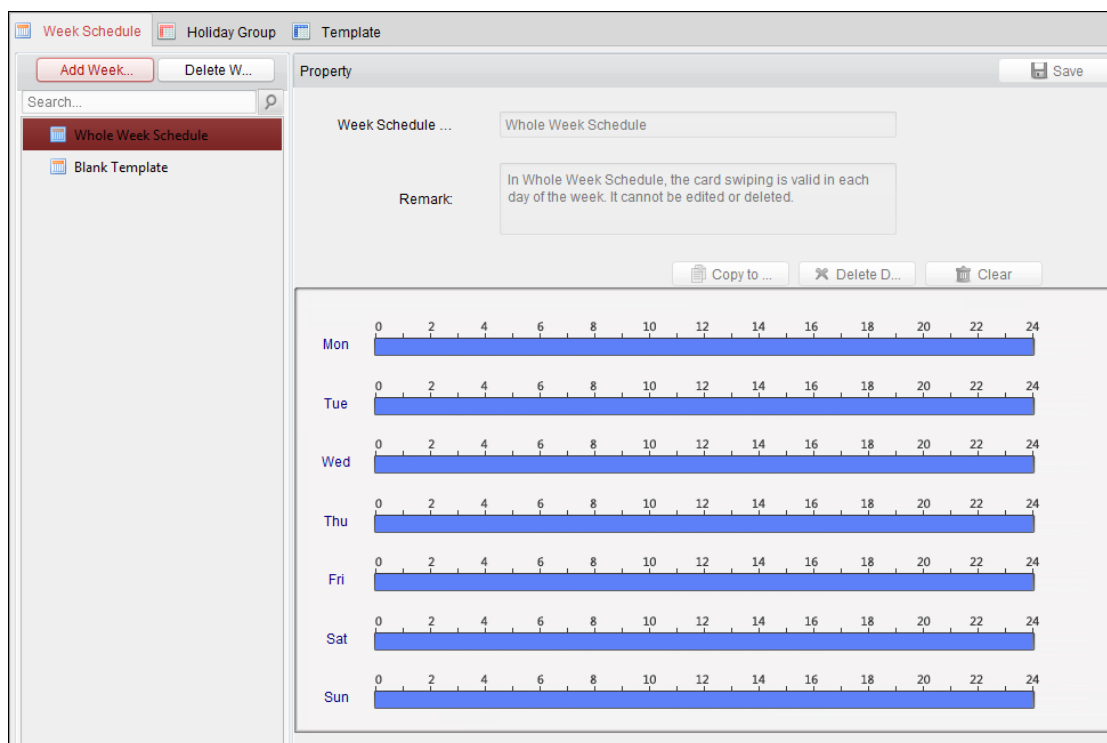 Week Schedule Holiday Group Template
Add Week... Delete W...
Property Save
Search...
Whole Week Schedule
Blank Template
Week Schedule ... Whole Week Schedule
Remark: In Whole Week Schedule, the card swiping is valid in each
day of the week. It cannot be edited or deleted.
Copy to ... Delete D... Clear
0 2 4 6 8 10 12 14 16 18 20 22 24
Mon
0 2 4 6 8 10 12 14 16 18 20 22 24
Tue
0 2 4 6 8 10 12 14 16 18 20 22 24
Wed
0 2 4 6 8 10 12 14 16 18 20 22 24
Thu
0 2 4 6 8 10 12 14 16 18 20 22 24
Fri
0 2 4 6 8 10 12 14 16 18 20 22 24
Sat
0 2 4 6 8 10 12 14 16 18 20 22 24
Sun